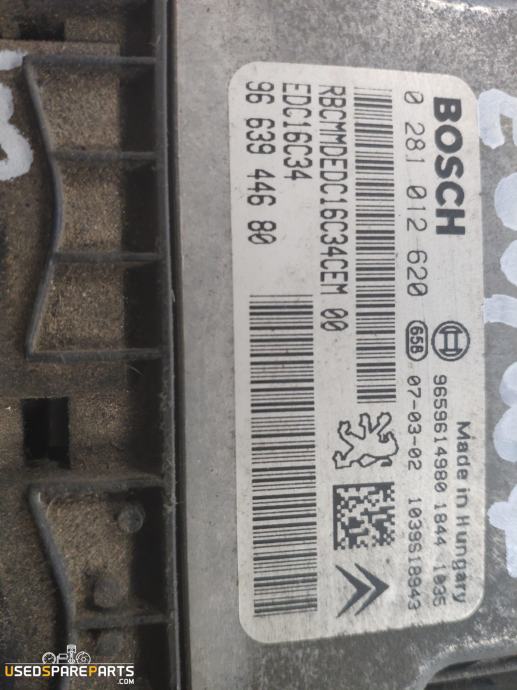 BOSCH
Made in Hungary
0 281 012 620
9659614980 1844 1035
65B
07-03-02 1039S18943
RBCMMDEDC16C34CEM 00
EDC16C34
96 639 446 80
USEDSPAREPARTS
.COM